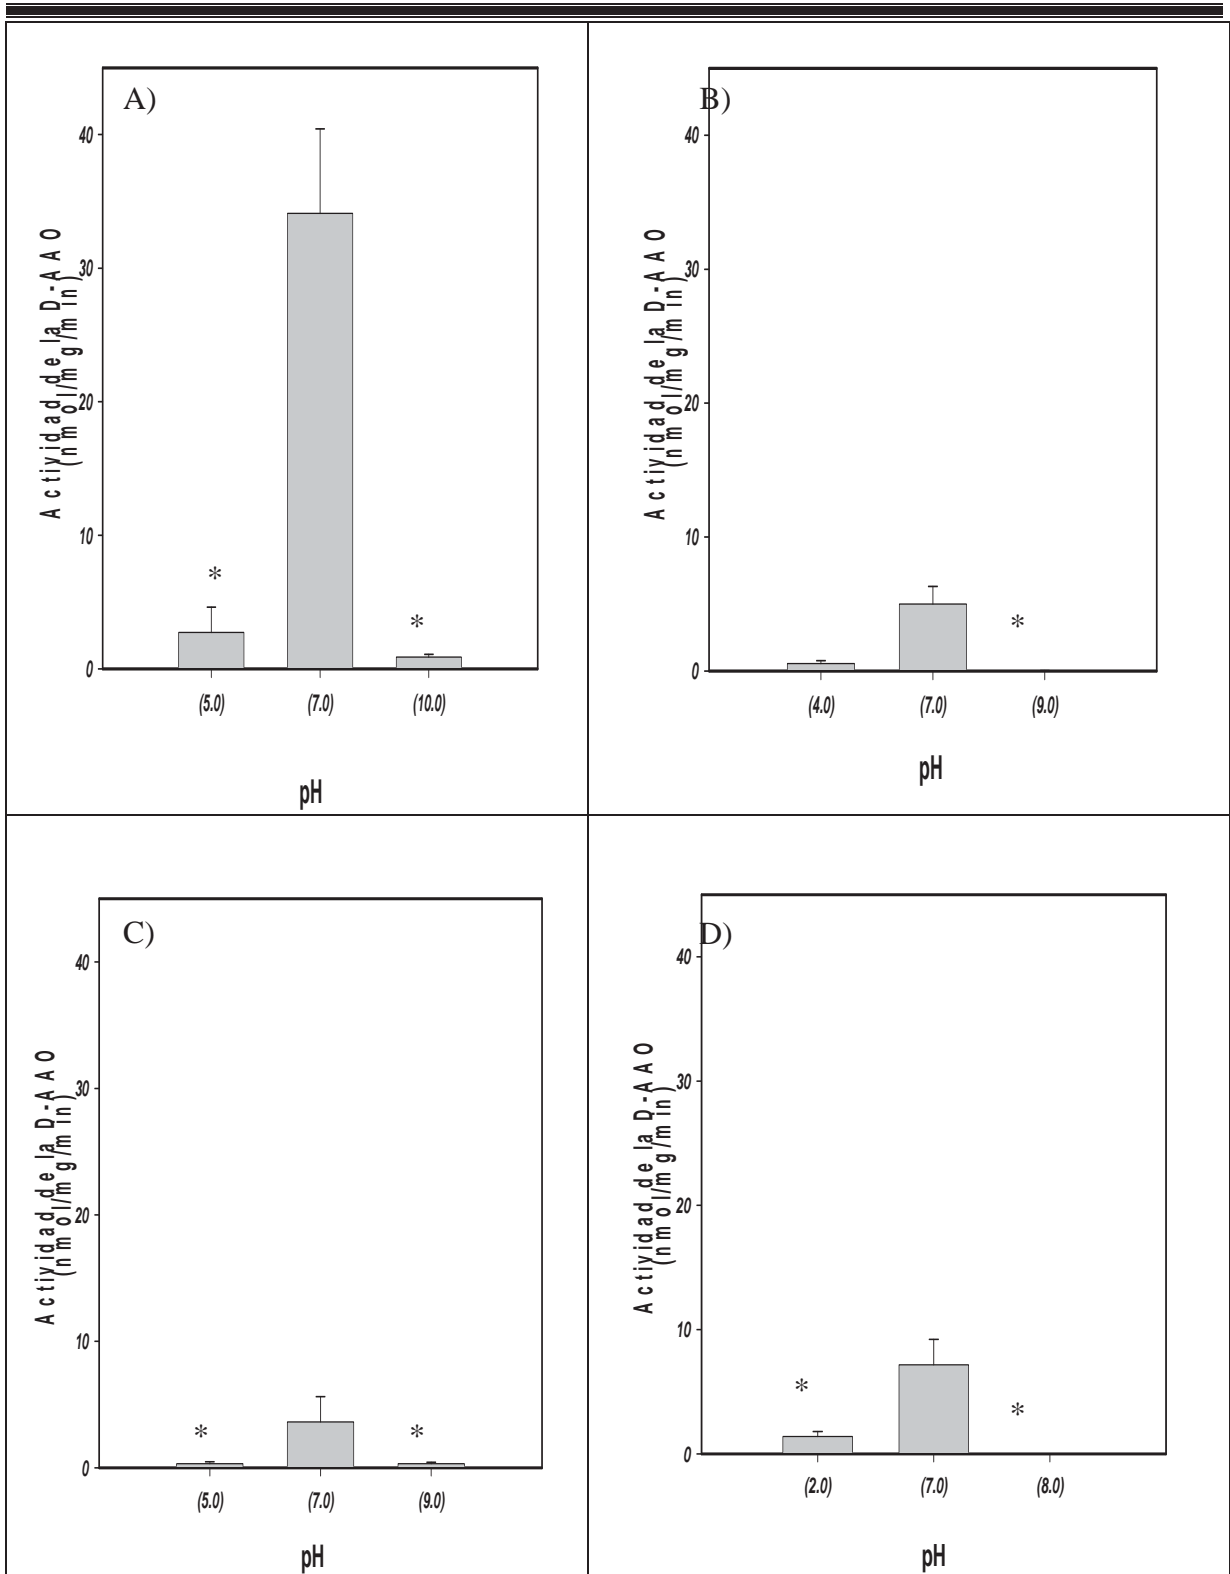 A)
40
30
20
10
0
Actividad de la D-AAO
(nmol/mg/min)
*
*
(5.0) (7.0) (10.0)
pH
B)
40
30
20
10
0
Actividad de la D-AAO
(nmol/mg/min)
*
(4.0) (7.0) (9.0)
pH
C)
40
30
20
10
0
Actividad de la D-AAO
(nmol/mg/min)
*
*
(5.0) (7.0) (9.0)
pH
D)
40
30
20
10
0
Actividad de la D-AAO
(nmol/mg/min)
*
*
(2.0) (7.0) (8.0)
pH